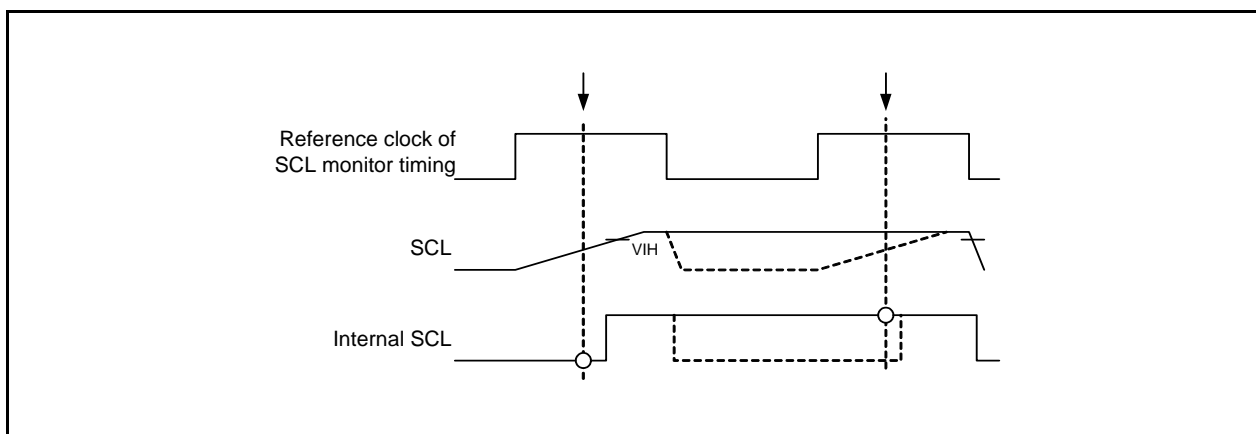 Reference clock of
SCL monitor timing
SCL
VIH
Internal SCL